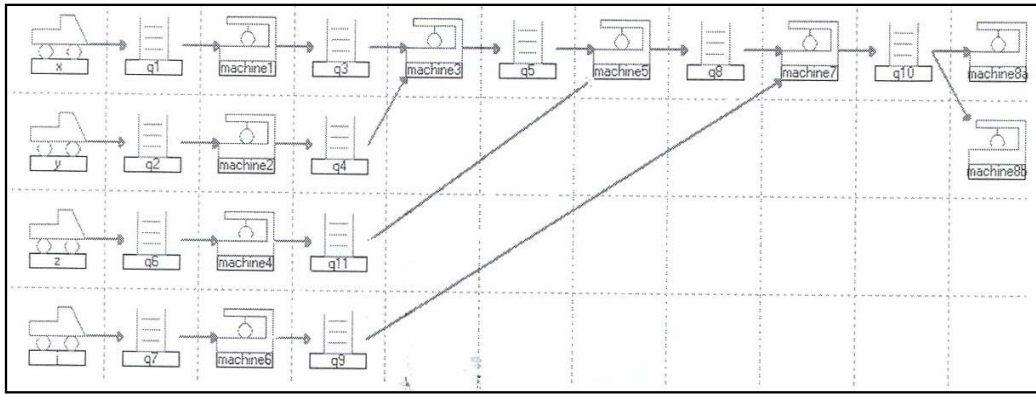 x q1 machine1 q3 machine3 q5 machine5 q8 machine7 q10 machine8a
y q2 machine2 q4 machine8b
z q6 machine4 q11
i q7 machine6 q9